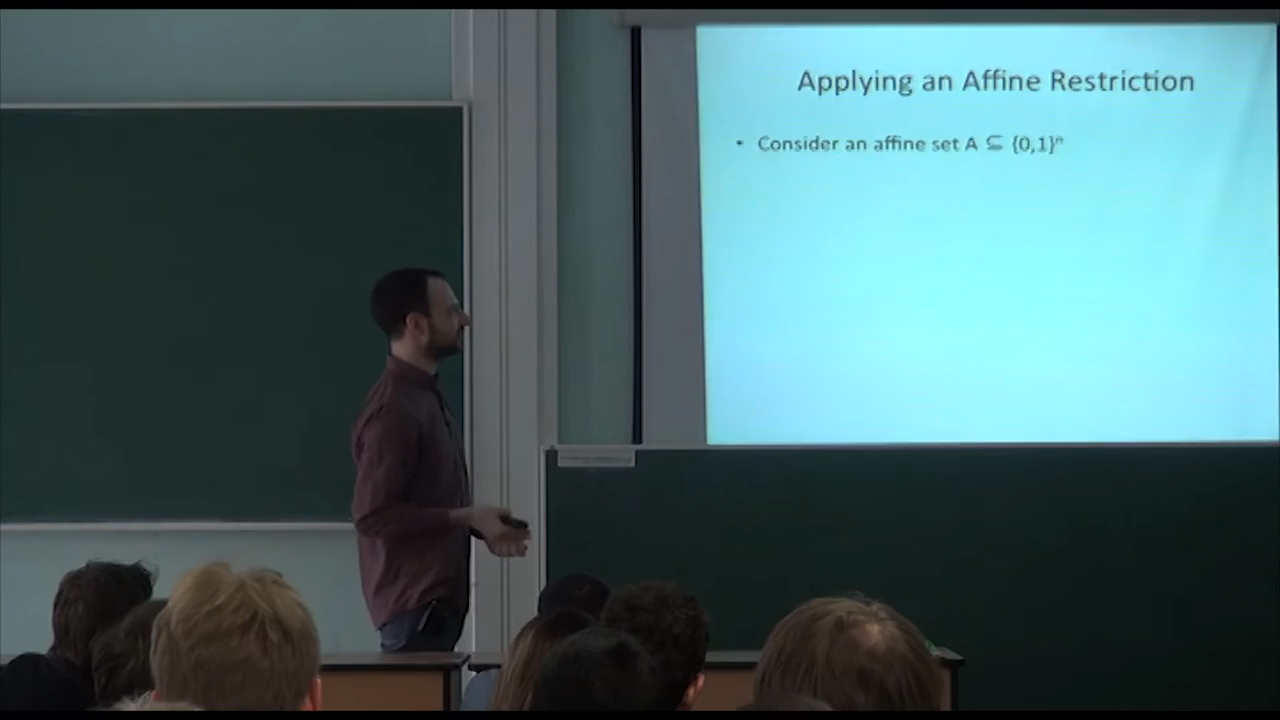 Applying an Affine Restriction
• Consider an affine set A ⊆ {0,1}ⁿ